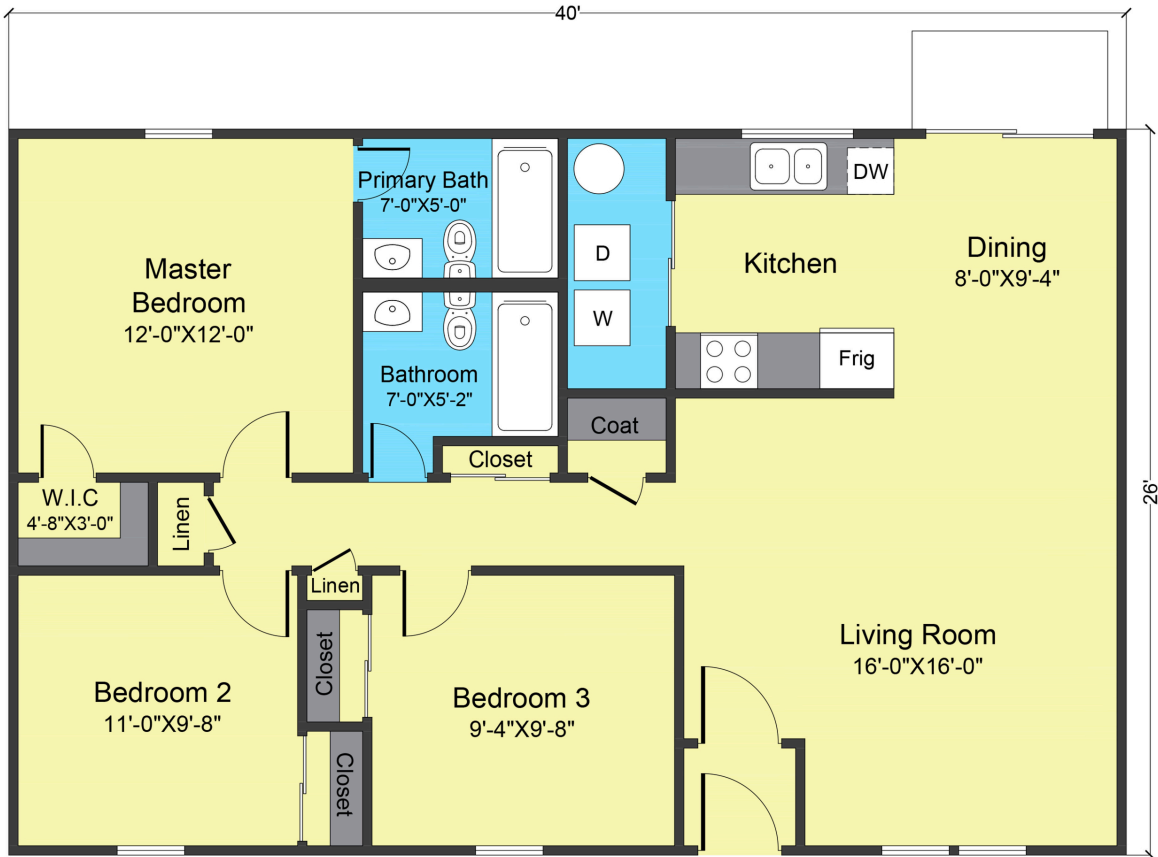 40'
Primary Bath
7'-0"X5'-0"
DW
D
Kitchen
Dining
8'-0"X9'-4"
Master
Bedroom
12'-0"X12'-0"
W
Frig
Bathroom
7'-0"X5'-2"
Coat
Closet
W.I.C
4'-8"X3'-0"
Linen
26'
Linen
Living Room
16'-0"X16'-0"
Closet
Bedroom 2
11'-0"X9'-8"
Bedroom 3
9'-4"X9'-8"
Closet